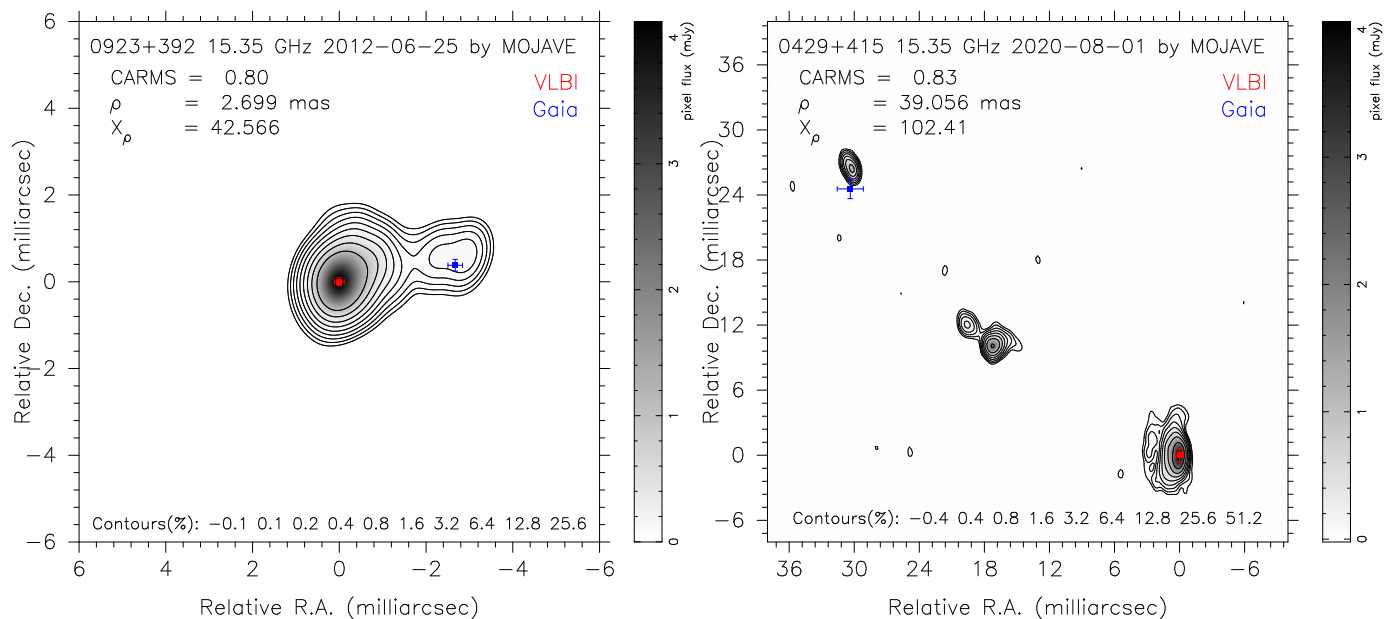 0923+392 15.35 GHz 2012-06-25 by MOJAVE
CARMS = 0.80
ρ = 2.699 mas
Xρ = 42.566
VLBI
Gaia
6
4
2
0
−2
−4
−6
Relative Dec. (milliarcsec)
Contours(%): −0.1 0.1 0.2 0.4 0.8 1.6 3.2 6.4 12.8 25.6
6 4 2 0 −2 −4 −6
Relative R.A. (milliarcsec)
4
3
2
1
0
pixel flux (mJy)
0429+415 15.35 GHz 2020-08-01 by MOJAVE
CARMS = 0.83
ρ = 39.056 mas
Xρ = 102.41
VLBI
Gaia
36
30
24
18
12
6
0
−6
Relative Dec. (milliarcsec)
Contours(%): −0.4 0.4 0.8 1.6 3.2 6.4 12.8 25.6 51.2
36 30 24 18 12 6 0 −6
Relative R.A. (milliarcsec)
4
3
2
1
0
pixel flux (mJy)